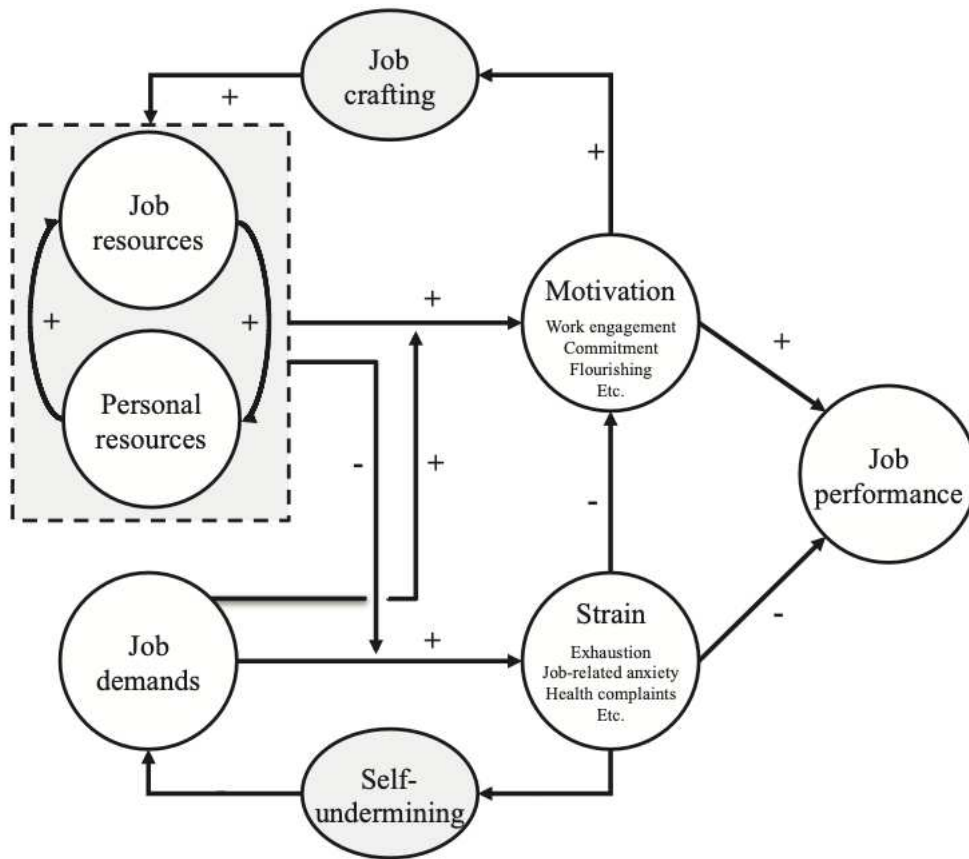 Job
crafting
+
+
Job
resources
+
+
Personal
resources
+
Motivation
Work engagement
Commitment
Flourishing
Etc.
+
-
+
-
Job
performance
Job
demands
+
Strain
Exhaustion
Job-related anxiety
Health complaints
Etc.
-
Self-
undermining